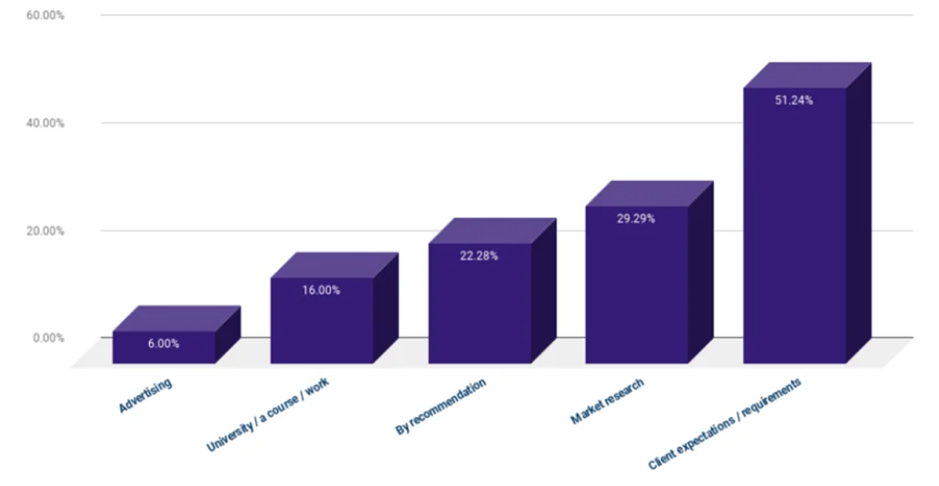 60.00%
40.00%
20.00%
0.00%
6.00%
16.00%
22.28%
29.29%
51.24%
Advertising
University / a course / work
By recommendation
Market research
Client expectations / requirements